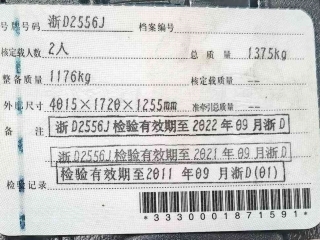 号牌号码 浙D2556J 档案编号
核定载人数 2人 总质量 1375kg
整备质量 1176kg 核定载质量 --
外廓尺寸 4015×1720×1255mm 准牵引总质量 --
备注 浙D2556J检验有效期至2022年09月浙D
浙D2556J检验有效期至2021年09月浙D
检验记录 检验有效期至2011年09月浙D(01)
*3330001871591*